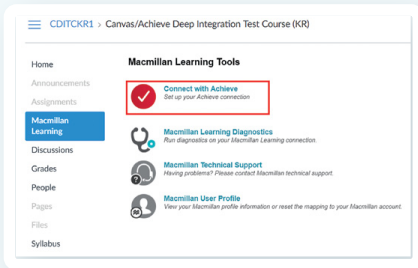 CDITCKR1 > Canvas/Achieve Deep Integration Test Course (KR)
Home
Announcements
Assignments
Macmillan
Learning
Discussions
Grades
People
Pages
Files
Syllabus
Macmillan Learning Tools
Connect with Achieve
Set up your Achieve connection
Macmillan Learning Diagnostics
Run diagnostics on your Macmillan Learning connection.
Macmillan Technical Support
Having problems? Please contact Macmillan technical support.
Macmillan User Profile
View your Macmillan profile information or reset the mapping to your Macmillan account.